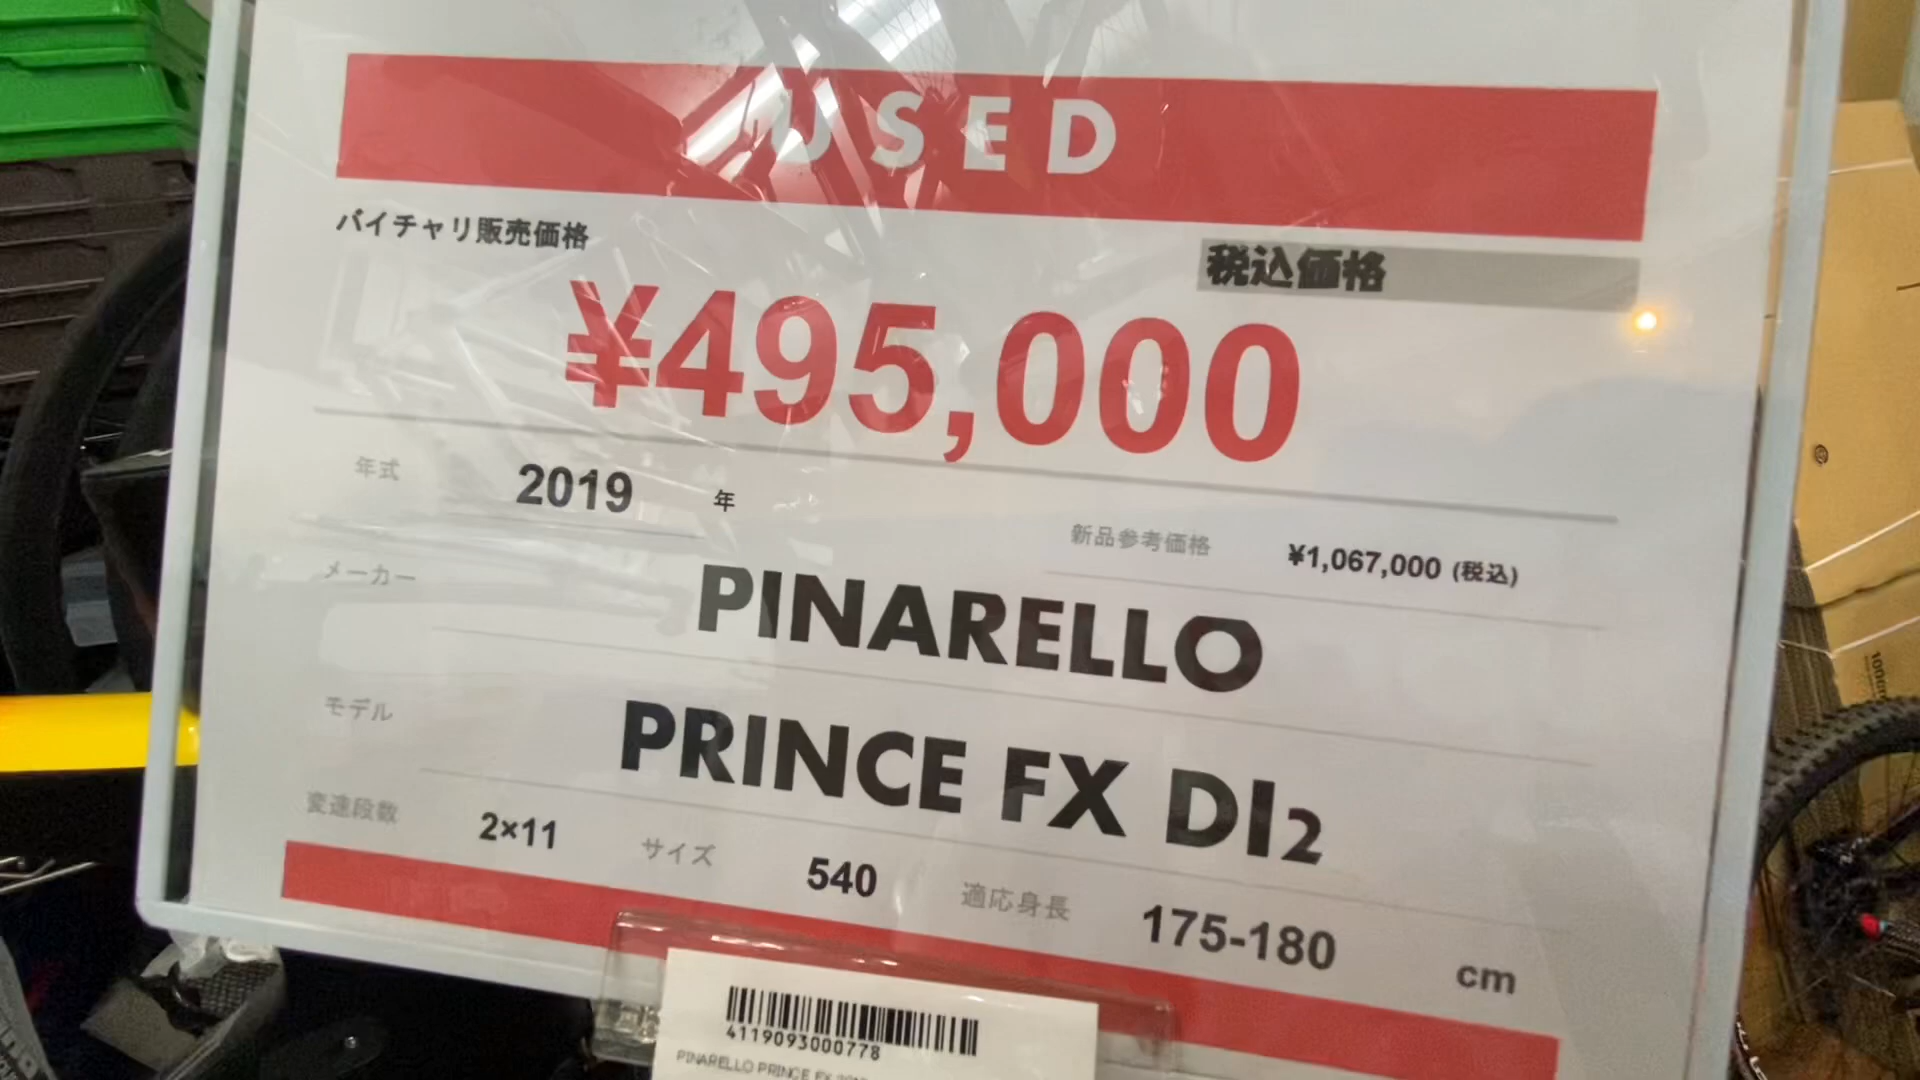 USED
バイチャリ販売価格
税込価格
¥495,000
年式 2019 年
新品参考価格 ¥1,067,000 (税込)
メーカー PINARELLO
モデル PRINCE FX DI2
変速段数 2×11 サイズ 540 適応身長 175-180 cm
4119093000778
PINARELLO PRINCE FX